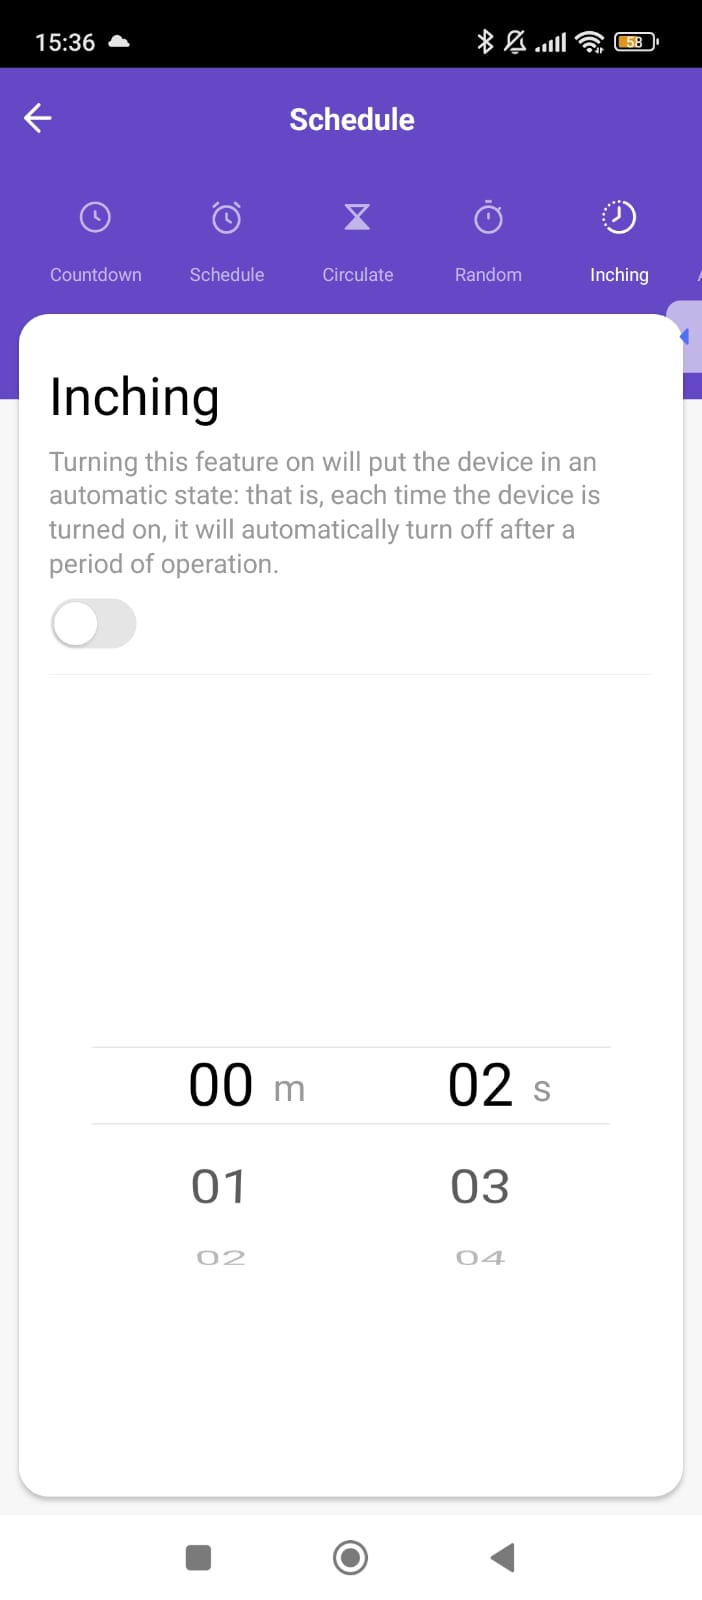 15:36
58
Schedule
Countdown
Schedule
Circulate
Random
Inching
Inching
Turning this feature on will put the device in an
automatic state: that is, each time the device is
turned on, it will automatically turn off after a
period of operation.
00 m 02 s
01 03
02 04